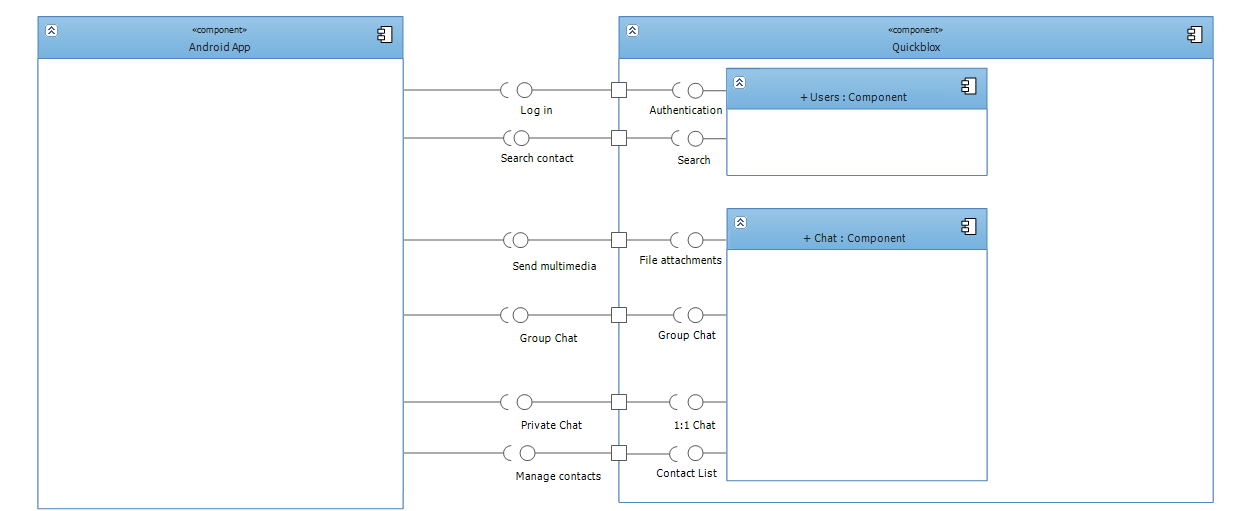 «component»
Android App
«component»
Quickblox
+ Users : Component
Log in
Authentication
Search contact
Search
+ Chat : Component
Send multimedia
File attachments
Group Chat
Group Chat
Private Chat
1:1 Chat
Manage contacts
Contact List